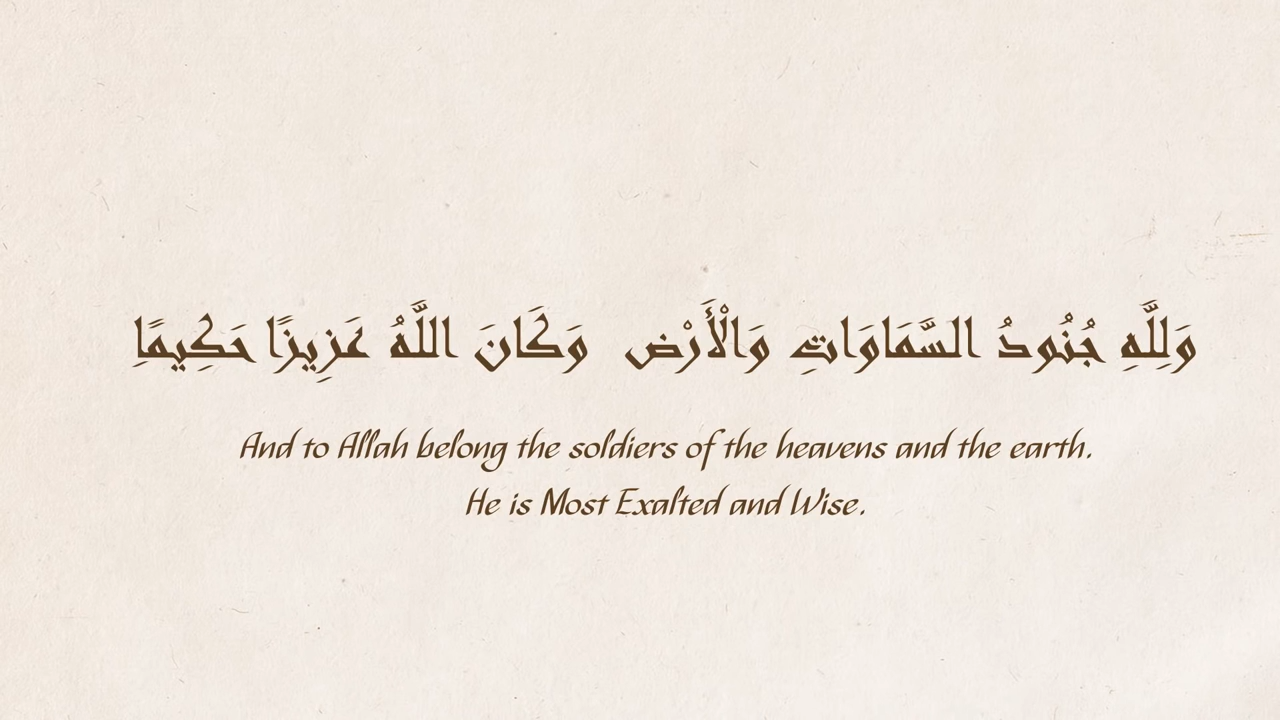 وَلِلَّهِ جُنُودُ السَّمَاوَاتِ وَالْأَرْض وَكَانَ اللَّهُ عَزِيزًا حَكِيمًاِ
And to Allah belong the soldiers of the heavens and the earth.
He is Most Exalted and Wise.